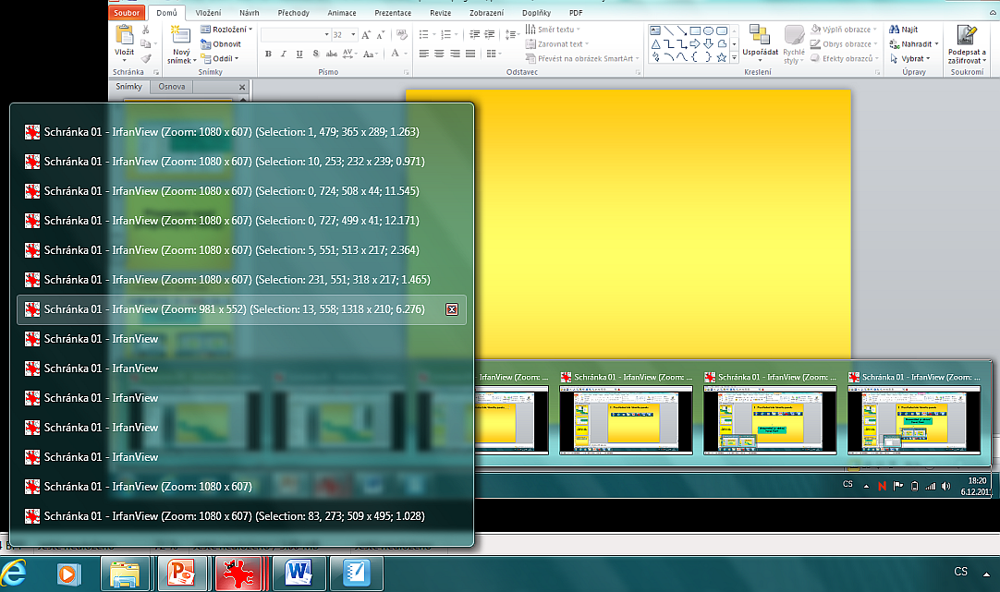 Soubor Domů Vložení Návrh Přechody Animace Prezentace Revize Zobrazení Doplňky PDF
Vložit Nový snímek Rozložení Obnovit Oddíl 32 Směr textu Zarovnat text Převést na obrázek SmartArt Uspořádat Rychlé styly Výplň obrazce Obrys obrazce Efekty obrazců Najít Nahradit Vybrat Podepsat a zašifrovat
Schránka Snímky Písmo Odstavec Kreslení Úpravy Soukromí
Snímky Osnova
Schránka 01 - IrfanView (Zoom: 1080 x 607) (Selection: 1, 479; 365 x 289; 1.263)
Schránka 01 - IrfanView (Zoom: 1080 x 607) (Selection: 10, 253; 232 x 239; 0.971)
Schránka 01 - IrfanView (Zoom: 1080 x 607) (Selection: 0, 724; 508 x 44; 11.545)
Schránka 01 - IrfanView (Zoom: 1080 x 607) (Selection: 0, 727; 499 x 41; 12.171)
Schránka 01 - IrfanView (Zoom: 1080 x 607) (Selection: 5, 551; 513 x 217; 2.364)
Schránka 01 - IrfanView (Zoom: 1080 x 607) (Selection: 231, 551; 318 x 217; 1.465)
Schránka 01 - IrfanView (Zoom: 981 x 552) (Selection: 13, 558; 1318 x 210; 6.276)
Schránka 01 - IrfanView
Schránka 01 - IrfanView
Schránka 01 - IrfanView
Schránka 01 - IrfanView
Schránka 01 - IrfanView
Schránka 01 - IrfanView (Zoom: 1080 x 607)
Schránka 01 - IrfanView (Zoom: 1080 x 607) (Selection: 83, 273; 509 x 495; 1.028)
- IrfanView (Zoom: ... Schránka 01 - IrfanView (Zoom: ... Schránka 01 - IrfanView (Zoom: ... Schránka 01 - IrfanView (Zoom: ...
CS 18:20
6.12.201
CS